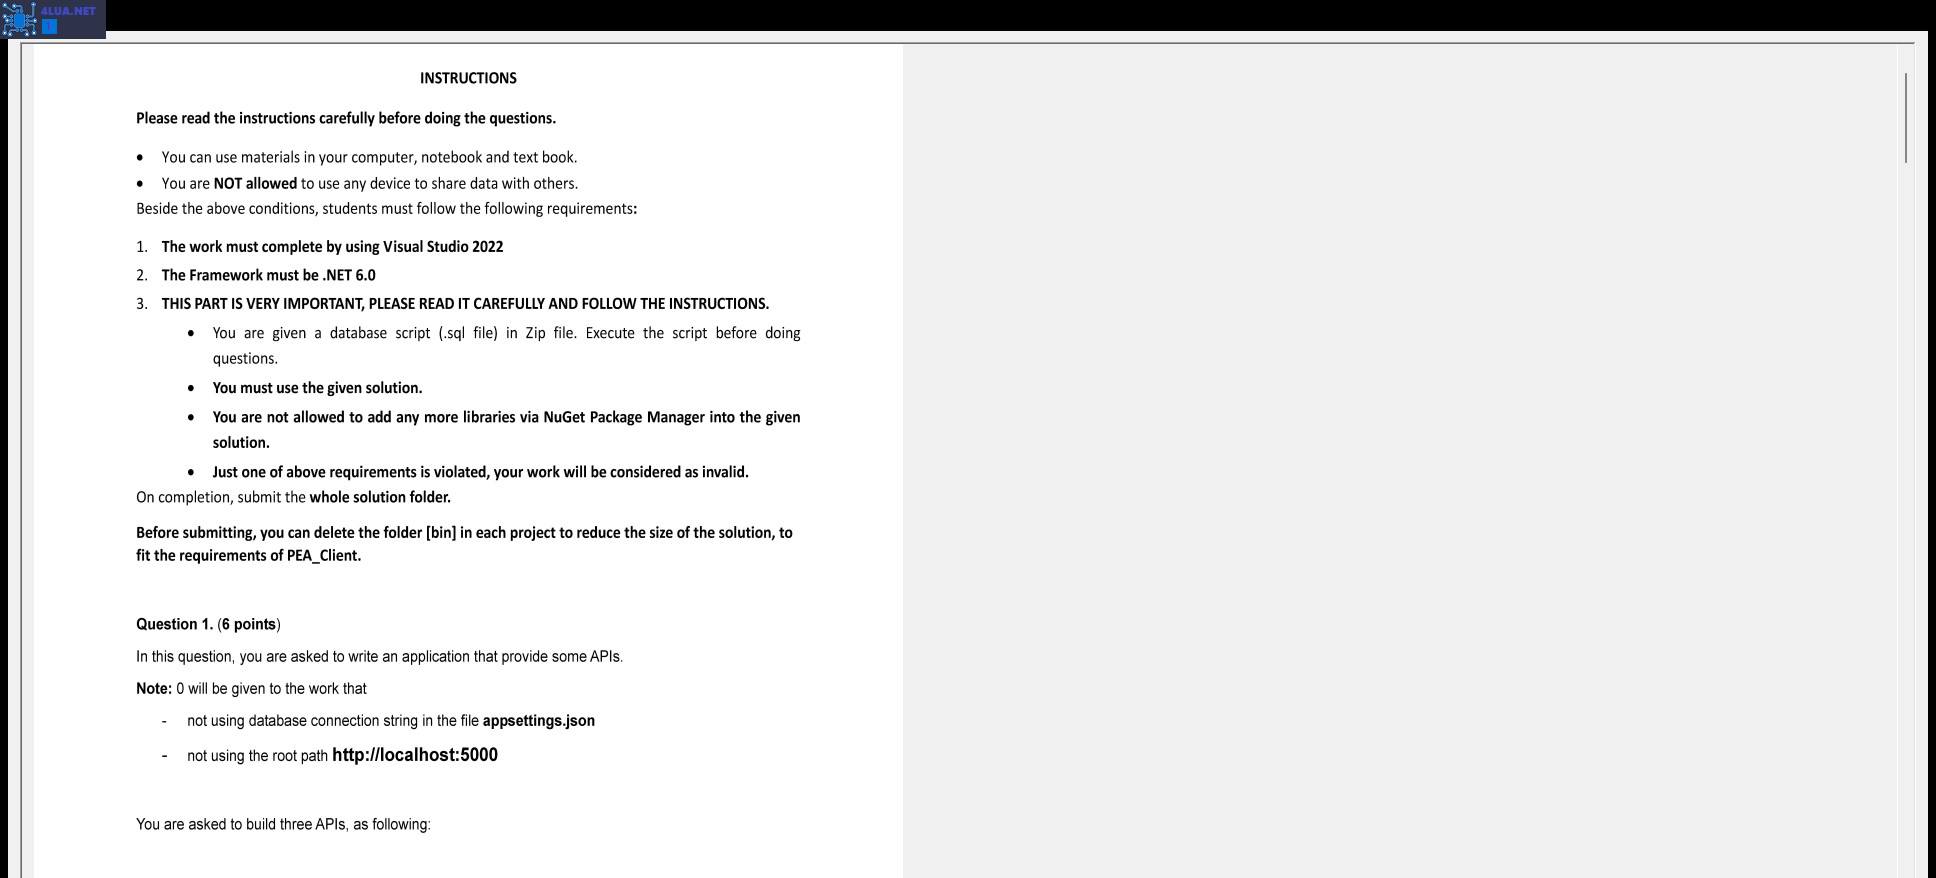 4LUA.NET
INSTRUCTIONS
Please read the instructions carefully before doing the questions.
• You can use materials in your computer, notebook and text book.
• You are NOT allowed to use any device to share data with others.
Beside the above conditions, students must follow the following requirements:
1. The work must complete by using Visual Studio 2022
2. The Framework must be .NET 6.0
3. THIS PART IS VERY IMPORTANT, PLEASE READ IT CAREFULLY AND FOLLOW THE INSTRUCTIONS.
• You are given a database script (.sql file) in Zip file. Execute the script before doing
questions.
• You must use the given solution.
• You are not allowed to add any more libraries via NuGet Package Manager into the given
solution.
• Just one of above requirements is violated, your work will be considered as invalid.
On completion, submit the whole solution folder.
Before submitting, you can delete the folder [bin] in each project to reduce the size of the solution, to
fit the requirements of PEA_Client.
Question 1. (6 points)
In this question, you are asked to write an application that provide some APIs.
Note: 0 will be given to the work that
- not using database connection string in the file appsettings.json
- not using the root path http://localhost:5000
You are asked to build three APIs, as following: